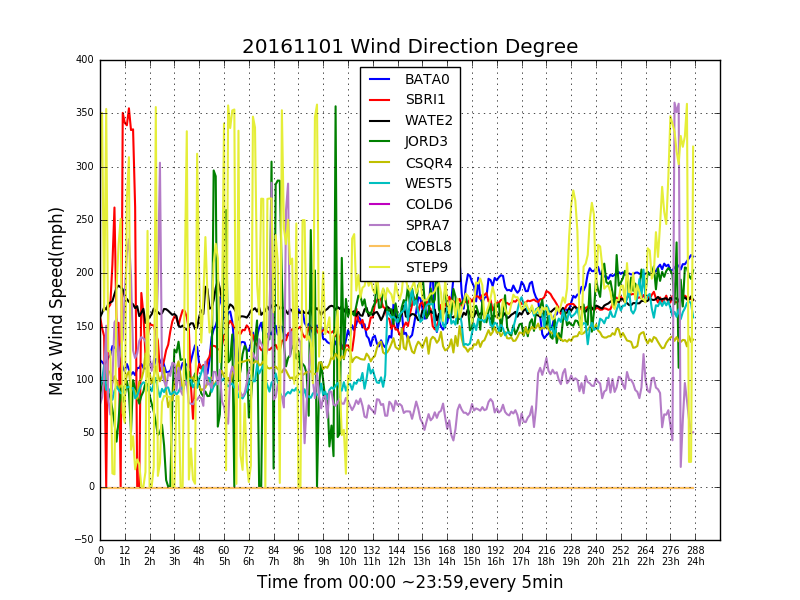 20161101 Wind Direction Degree
400
350
300
250
200
150
100
50
0
−50
Max Wind Speed(mph)
BATA0
SBRI1
WATE2
JORD3
CSQR4
WEST5
COLD6
SPRA7
COBL8
STEP9
0 12 24 36 48 60 72 84 96 108 120 132 144 156 168 180 192 204 216 228 240 252 264 276 288
0h 1h 2h 3h 4h 5h 6h 7h 8h 9h 10h 11h 12h 13h 14h 15h 16h 17h 18h 19h 20h 21h 22h 23h 24h
Time from 00:00 ~23:59,every 5min